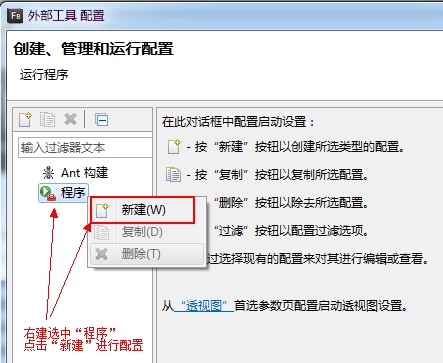 FB 外部工具 配置
创建、管理和运行配置
运行程序
输入过滤器文本
Ant 构建
程序
新建(W)
复制(D)
删除(T)
右建选中“程序”
点击“新建”进行配置
在此对话框中配置启动设置：
- 按“新建”按钮以创建所选类型的配置。
- 按“复制”按钮以复制所选配置。
“删除”按钮以除去所选配置。
“过滤”按钮以配置过滤选项。
过选择现有的配置来对其进行编辑或查看。
从“透视图”首选参数页配置启动透视图设置。